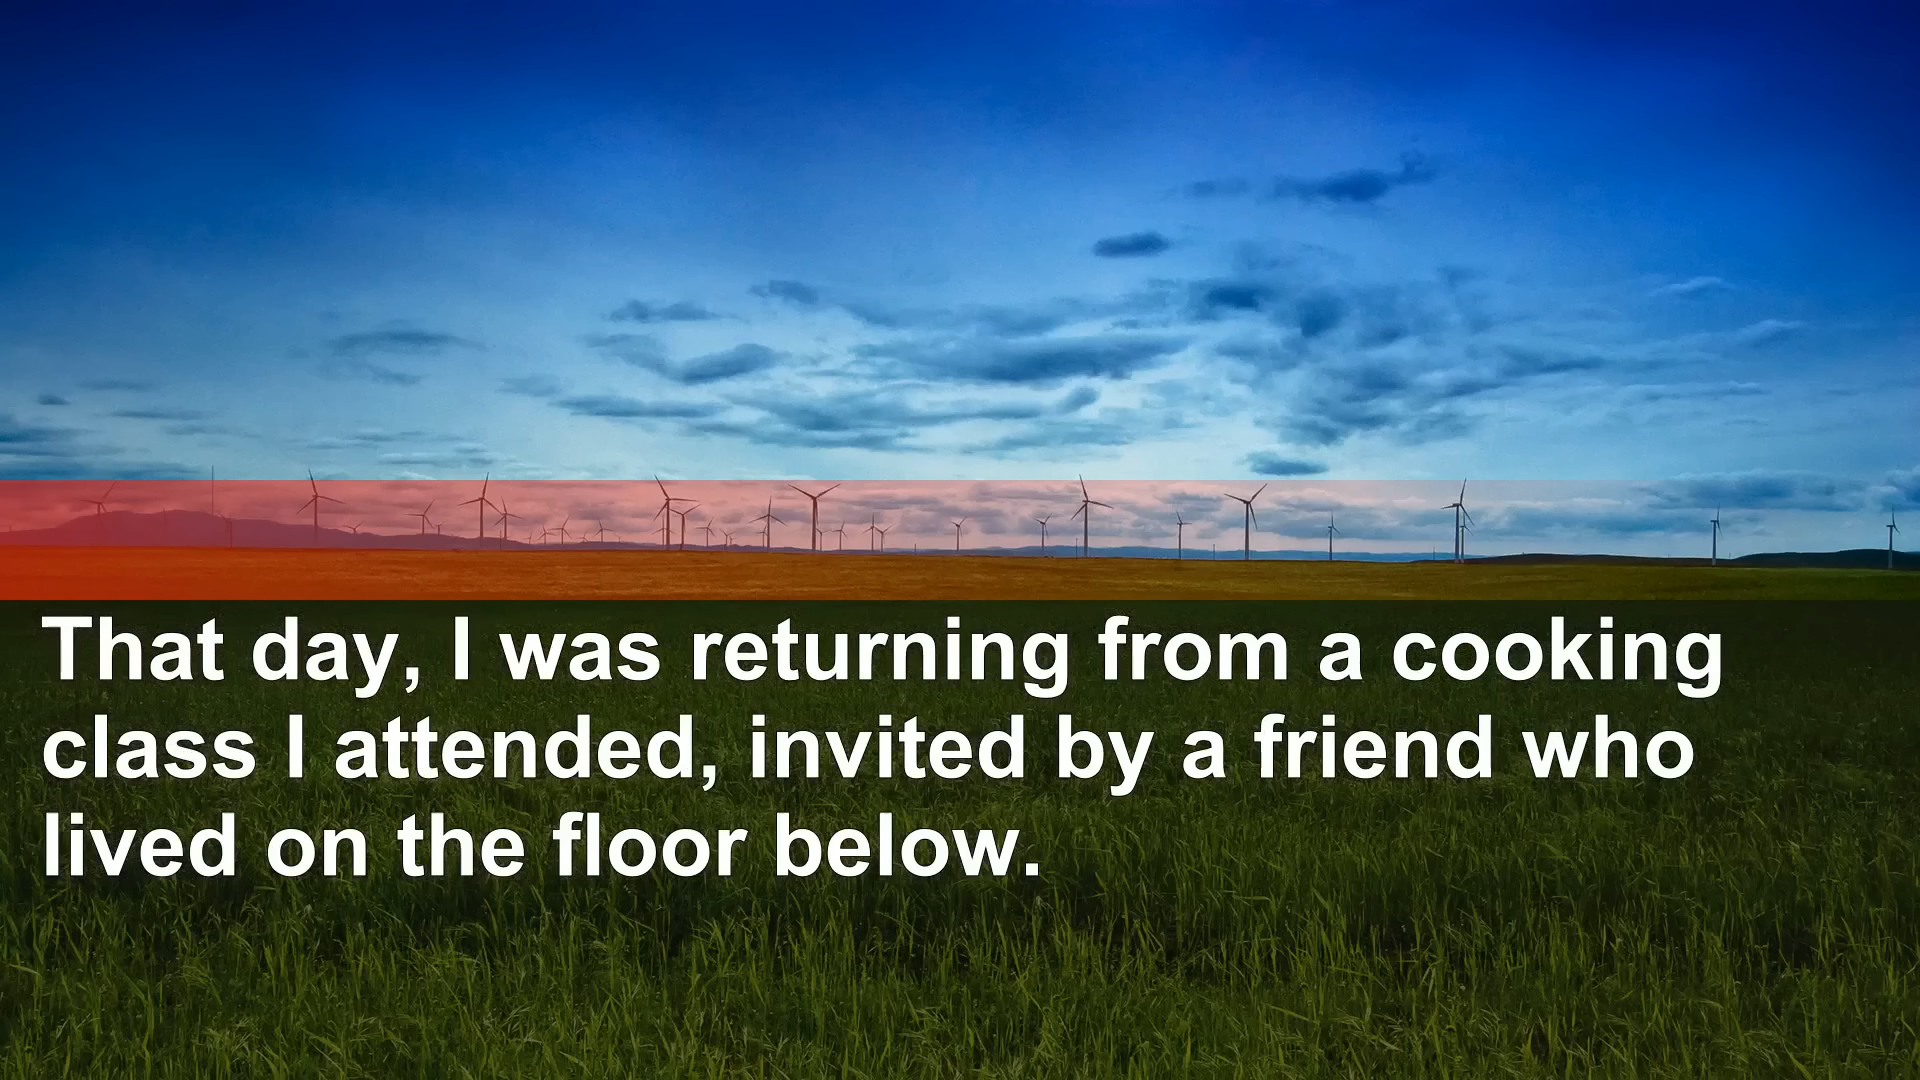 That day, I was returning from a cooking
class I attended, invited by a friend who
lived on the floor below.